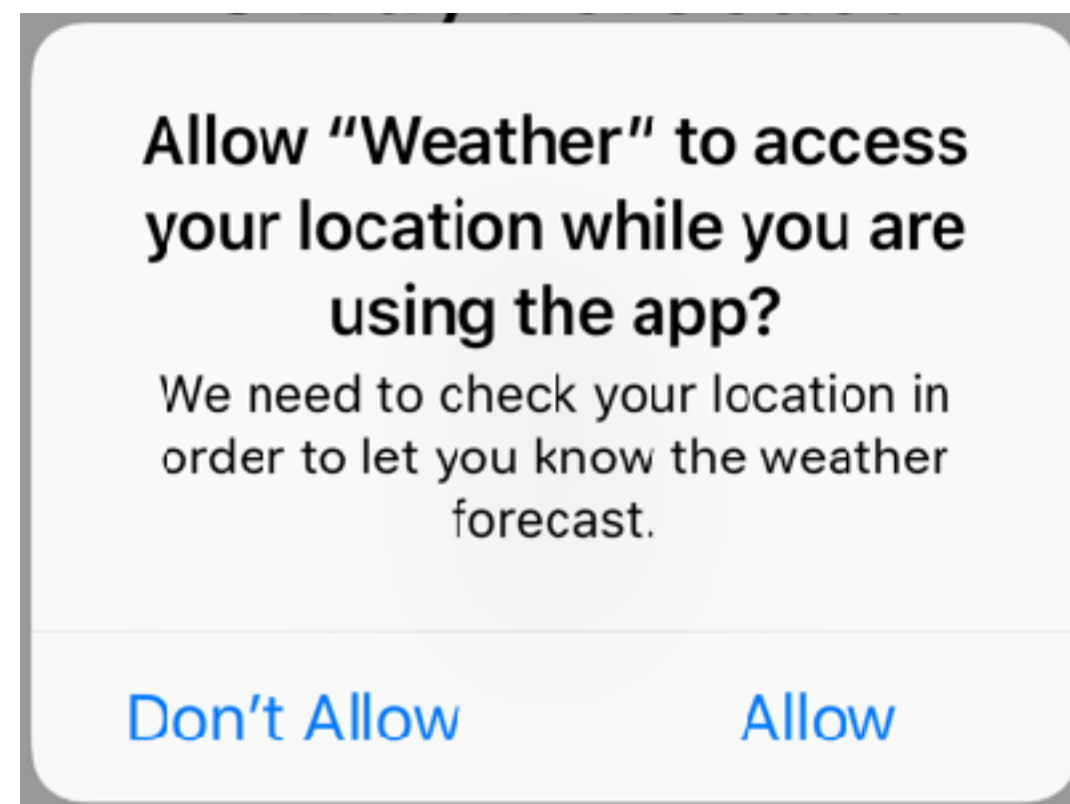 Allow “Weather” to access
your location while you are
using the app?
We need to check your location in
order to let you know the weather
forecast.
Don’t Allow
Allow